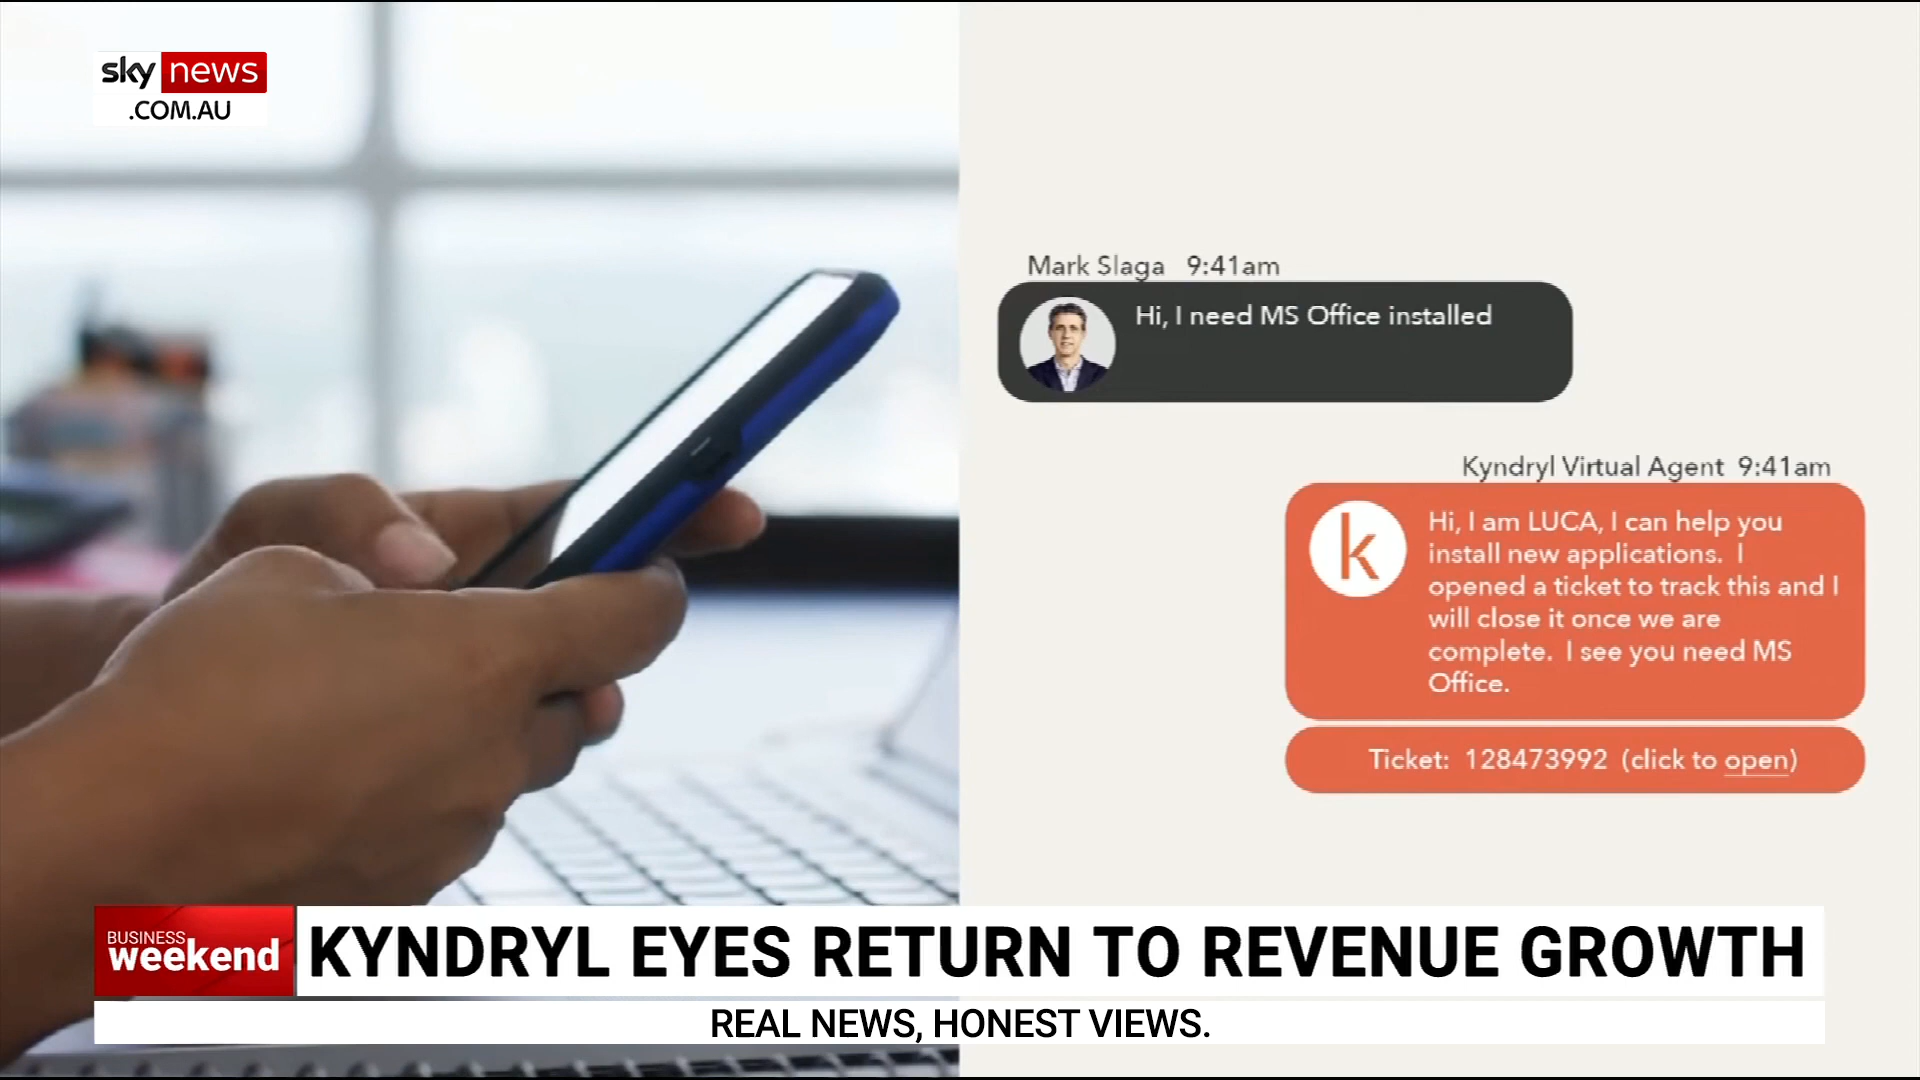 sky news
.COM.AU
Mark Slaga 9:41am
Hi, I need MS Office installed
Kyndryl Virtual Agent 9:41am
k
Hi, I am LUCA, I can help you
install new applications. I
opened a ticket to track this and I
will close it once we are
complete. I see you need MS
Office.
Ticket: 128473992 (click to open)
BUSINESS
weekend
KYNDRYL EYES RETURN TO REVENUE GROWTH
REAL NEWS, HONEST VIEWS.